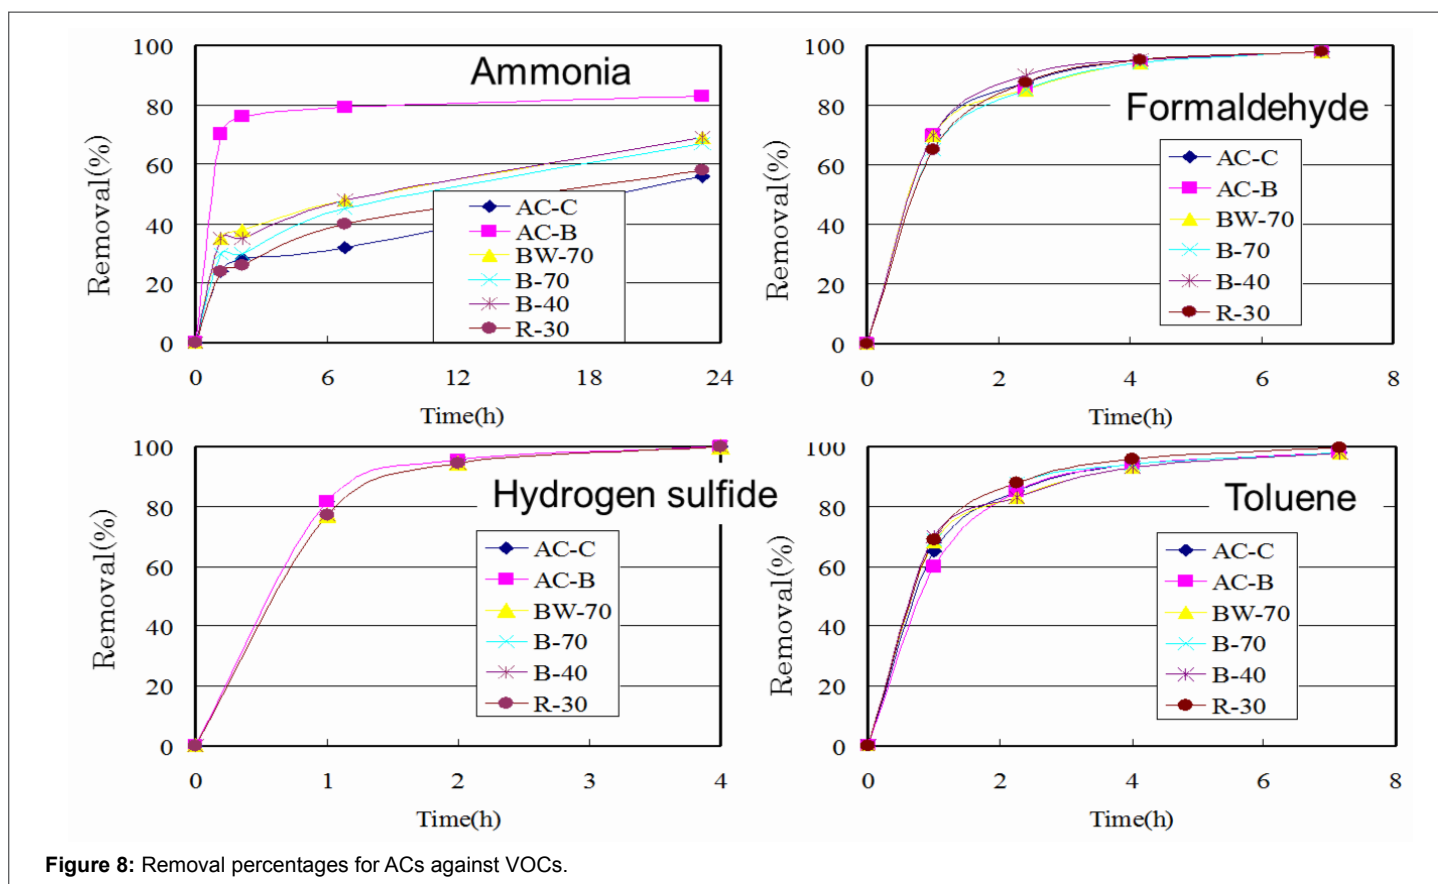 Ammonia
Removal(%)
100
80
60
40
20
0
0 6 12 18 24
Time(h)
AC-C
AC-B
BW-70
B-70
B-40
R-30
Formaldehyde
Removal(%)
100
80
60
40
20
0
0 2 4 6 8
Time(h)
AC-C
AC-B
BW-70
B-70
B-40
R-30
Hydrogen sulfide
Removal(%)
100
80
60
40
20
0
0 1 2 3 4
Time(h)
AC-C
AC-B
BW-70
B-70
B-40
R-30
Toluene
Removal(%)
100
80
60
40
20
0
0 2 4 6 8
Time(h)
AC-C
AC-B
BW-70
B-70
B-40
R-30
Figure 8: Removal percentages for ACs against VOCs.